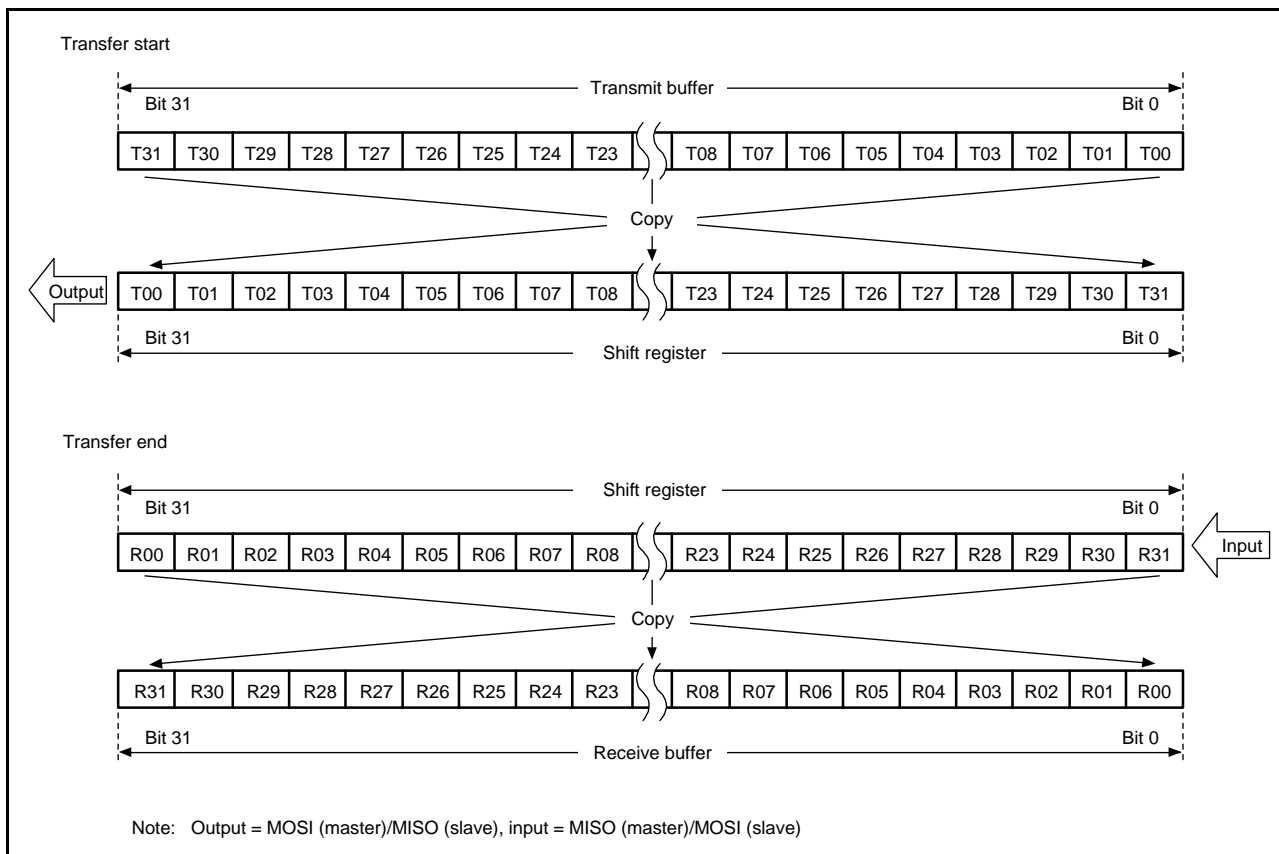 Transfer start
Transmit buffer
Bit 31 Bit 0
T31 T30 T29 T28 T27 T26 T25 T24 T23 T08 T07 T06 T05 T04 T03 T02 T01 T00
Copy
Output T00 T01 T02 T03 T04 T05 T06 T07 T08 T23 T24 T25 T26 T27 T28 T29 T30 T31
Bit 31 Bit 0
Shift register
Transfer end
Shift register
Bit 31 Bit 0
R00 R01 R02 R03 R04 R05 R06 R07 R08 R23 R24 R25 R26 R27 R28 R29 R30 R31 Input
Copy
R31 R30 R29 R28 R27 R26 R25 R24 R23 R08 R07 R06 R05 R04 R03 R02 R01 R00
Bit 31 Bit 0
Receive buffer
Note: Output = MOSI (master)/MISO (slave), input = MISO (master)/MOSI (slave)